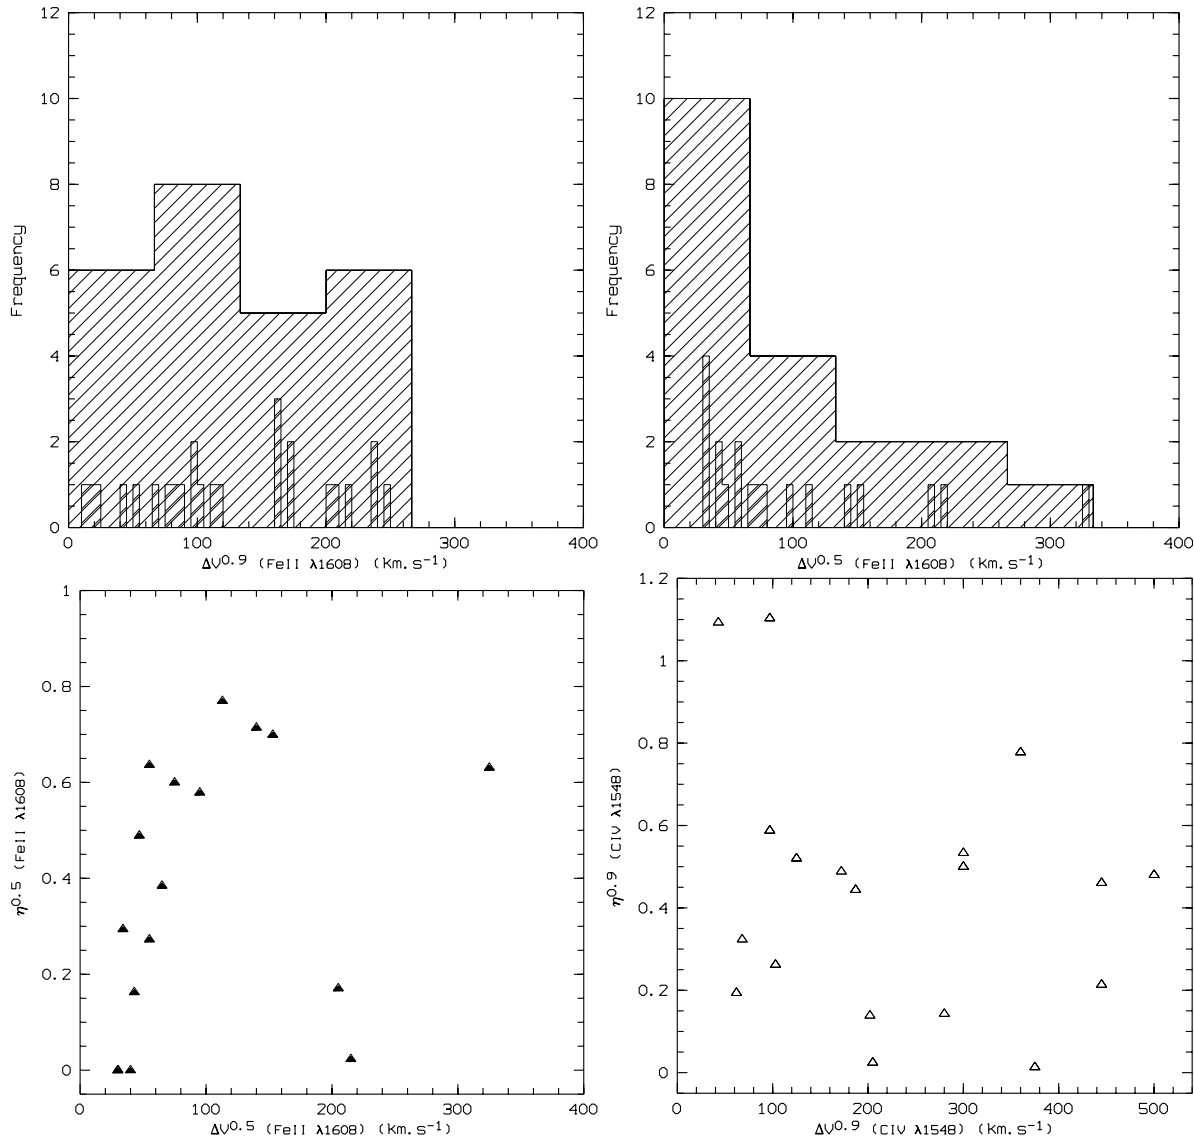 12
10
8
6
4
2
0
Frequency
0 100 200 300 400
ΔV^0.9 (FeII λ1608) (km.s^-1)
12
10
8
6
4
2
0
Frequency
0 100 200 300 400
ΔV^0.5 (FeII λ1608) (km.s^-1)
1
0.8
0.6
0.4
0.2
0
η^0.5 (FeII λ1608)
0 100 200 300 400
ΔV^0.5 (FeII λ1608) (km.s^-1)
1.2
1
0.8
0.6
0.4
0.2
0
η^0.9 (CIV λ1548)
0 100 200 300 400 500
ΔV^0.9 (CIV λ1548) (km.s^-1)